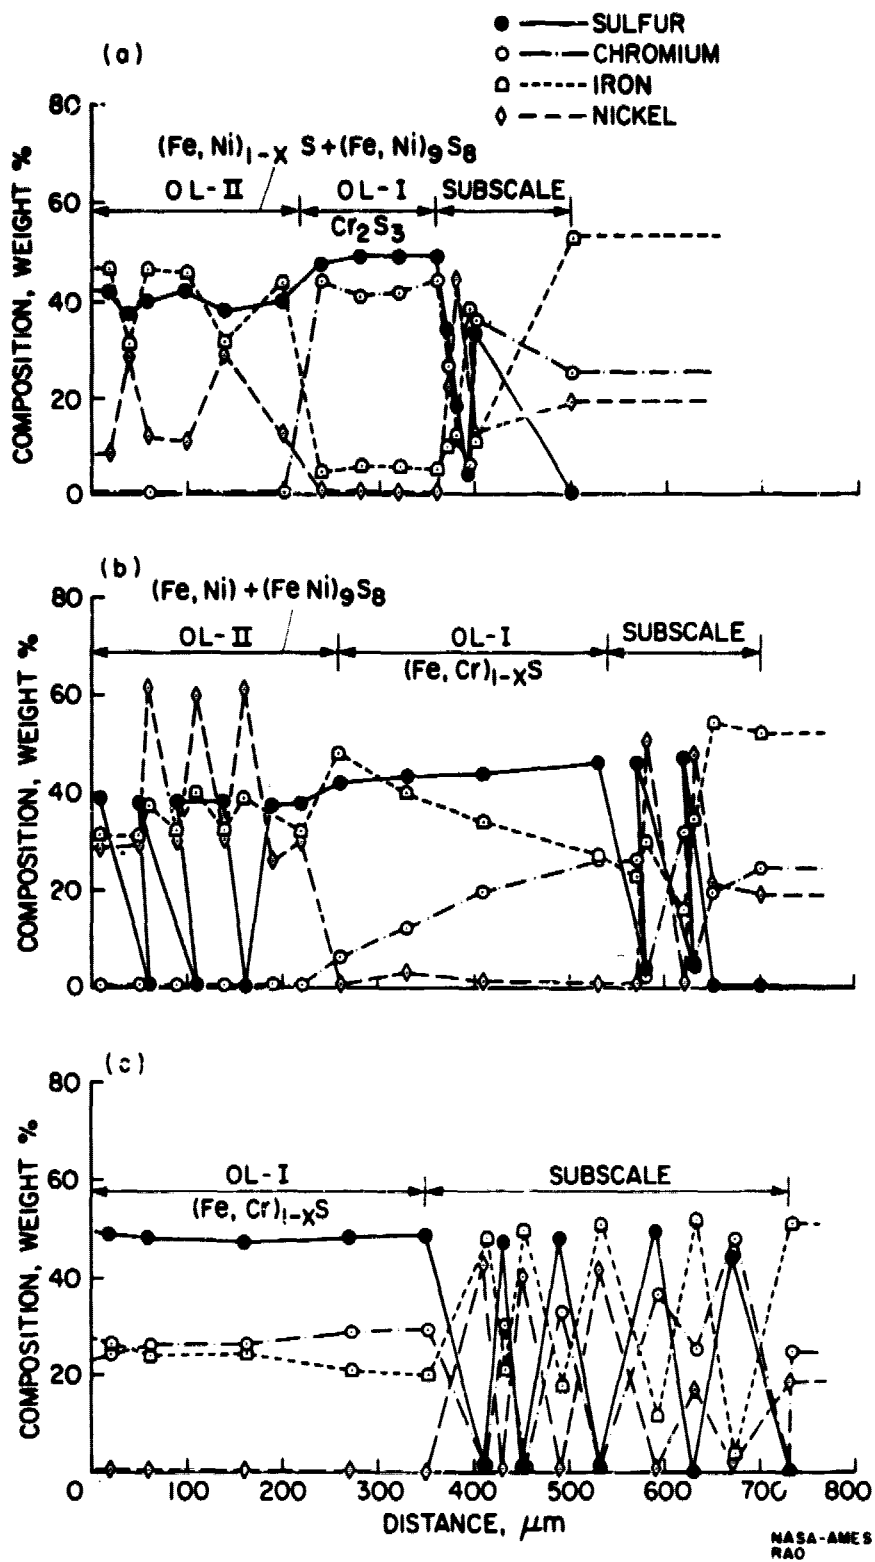 SULFUR
CHROMIUM
IRON
NICKEL
(a)
80
60
40
20
0
COMPOSITION, WEIGHT %
(Fe, Ni)1-X S + (Fe, Ni)9 S8
OL-II
OL-I
SUBSCALE
Cr2S3
(b)
80
60
40
20
0
COMPOSITION, WEIGHT %
(Fe, Ni) + (Fe Ni)9S8
OL-II
OL-I
SUBSCALE
(Fe, Cr)1-XS
(c)
80
60
40
20
0
COMPOSITION, WEIGHT %
OL-I
SUBSCALE
(Fe, Cr)1-XS
100 200 300 400 500 600 700 800
DISTANCE, μm
NASA-AMES
RAO